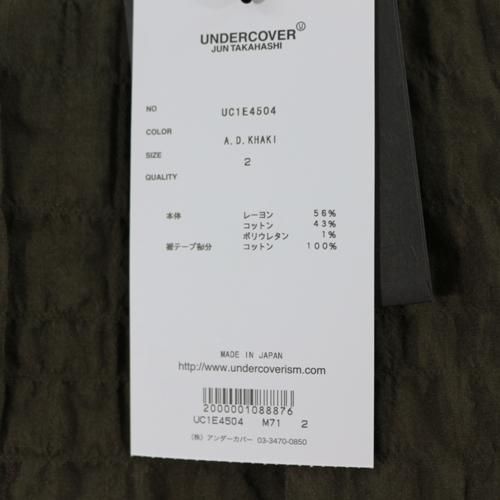 UNDERCOVER U
JUN TAKAHASHI
NO UC1E4504
COLOR A.D.KHAKI
SIZE 2
QUALITY
本体 レーヨン 56%
コットン 43%
ポリウレタン 1%
裾テープ部分 コットン 100%
MADE IN JAPAN
http://www.undercoverism.com
2000001088876
UC1E4504 M71 2
(株) アンダーカバー 03-3470-0850